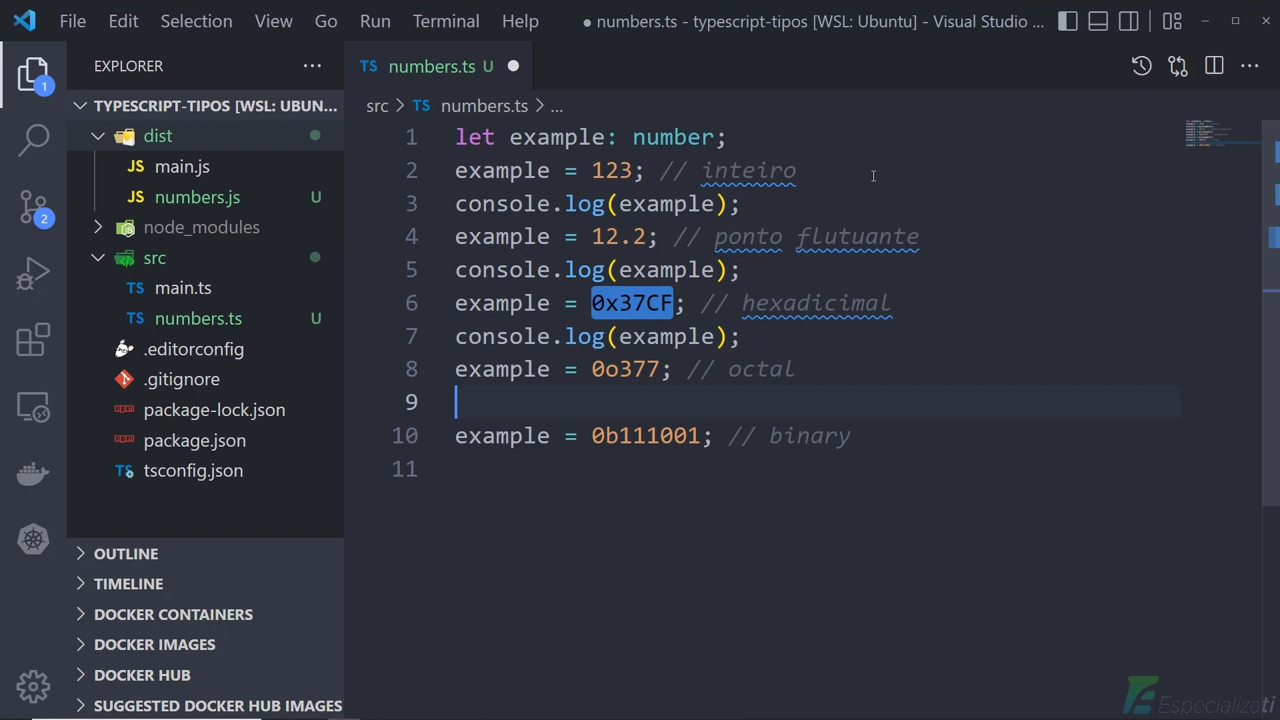 File Edit Selection View Go Run Terminal Help ● numbers.ts - typescript-tipos [WSL: Ubuntu] - Visual Studio ...
EXPLORER ...
TYPESCRIPT-TIPOS [WSL: UBUN...
dist
JS main.js
JS numbers.js U
node_modules
src
TS main.ts
TS numbers.ts U
.editorconfig
.gitignore
package-lock.json
package.json
TS tsconfig.json
OUTLINE
TIMELINE
DOCKER CONTAINERS
DOCKER IMAGES
DOCKER HUB
SUGGESTED DOCKER HUB IMAGES
1
2
TS numbers.ts U ●
src > TS numbers.ts > ...
1 let example: number;
2 example = 123; // inteiro
3 console.log(example);
4 example = 12.2; // ponto flutuante
5 console.log(example);
6 example = 0x37CF; // hexadicimal
7 console.log(example);
8 example = 0o377; // octal
9
10 example = 0b111001; // binary
11
Especializati